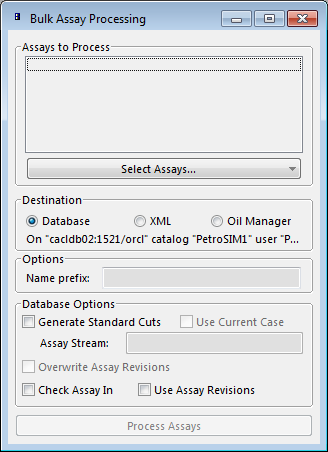 Bulk Assay Processing
Assays to Process
Select Assays...
Destination
Database XML Oil Manager
On "cacldb02:1521/orcl" catalog "PetroSIM1" user "P...
Options
Name prefix:
Database Options
Generate Standard Cuts Use Current Case
Assay Stream:
Overwrite Assay Revisions
Check Assay In Use Assay Revisions
Process Assays